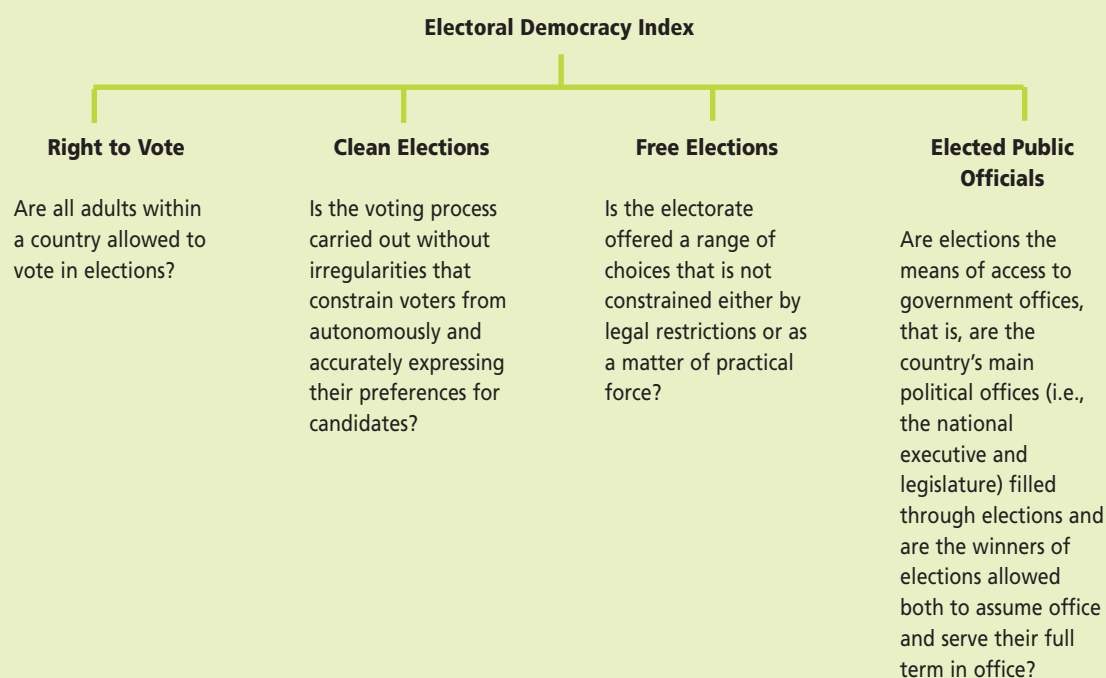 Electoral Democracy Index
Right to Vote
Are all adults within
a country allowed to
vote in elections?
Clean Elections
Is the voting process
carried out without
irregularities that
constrain voters from
autonomously and
accurately expressing
their preferences for
candidates?
Free Elections
Is the electorate
offered a range of
choices that is not
constrained either by
legal restrictions or as
a matter of practical
force?
Elected Public
Officials
Are elections the
means of access to
government offices,
that is, are the
country's main
political offices (i.e.,
the national
executive and
legislature) filled
through elections and
are the winners of
elections allowed
both to assume office
and serve their full
term in office?